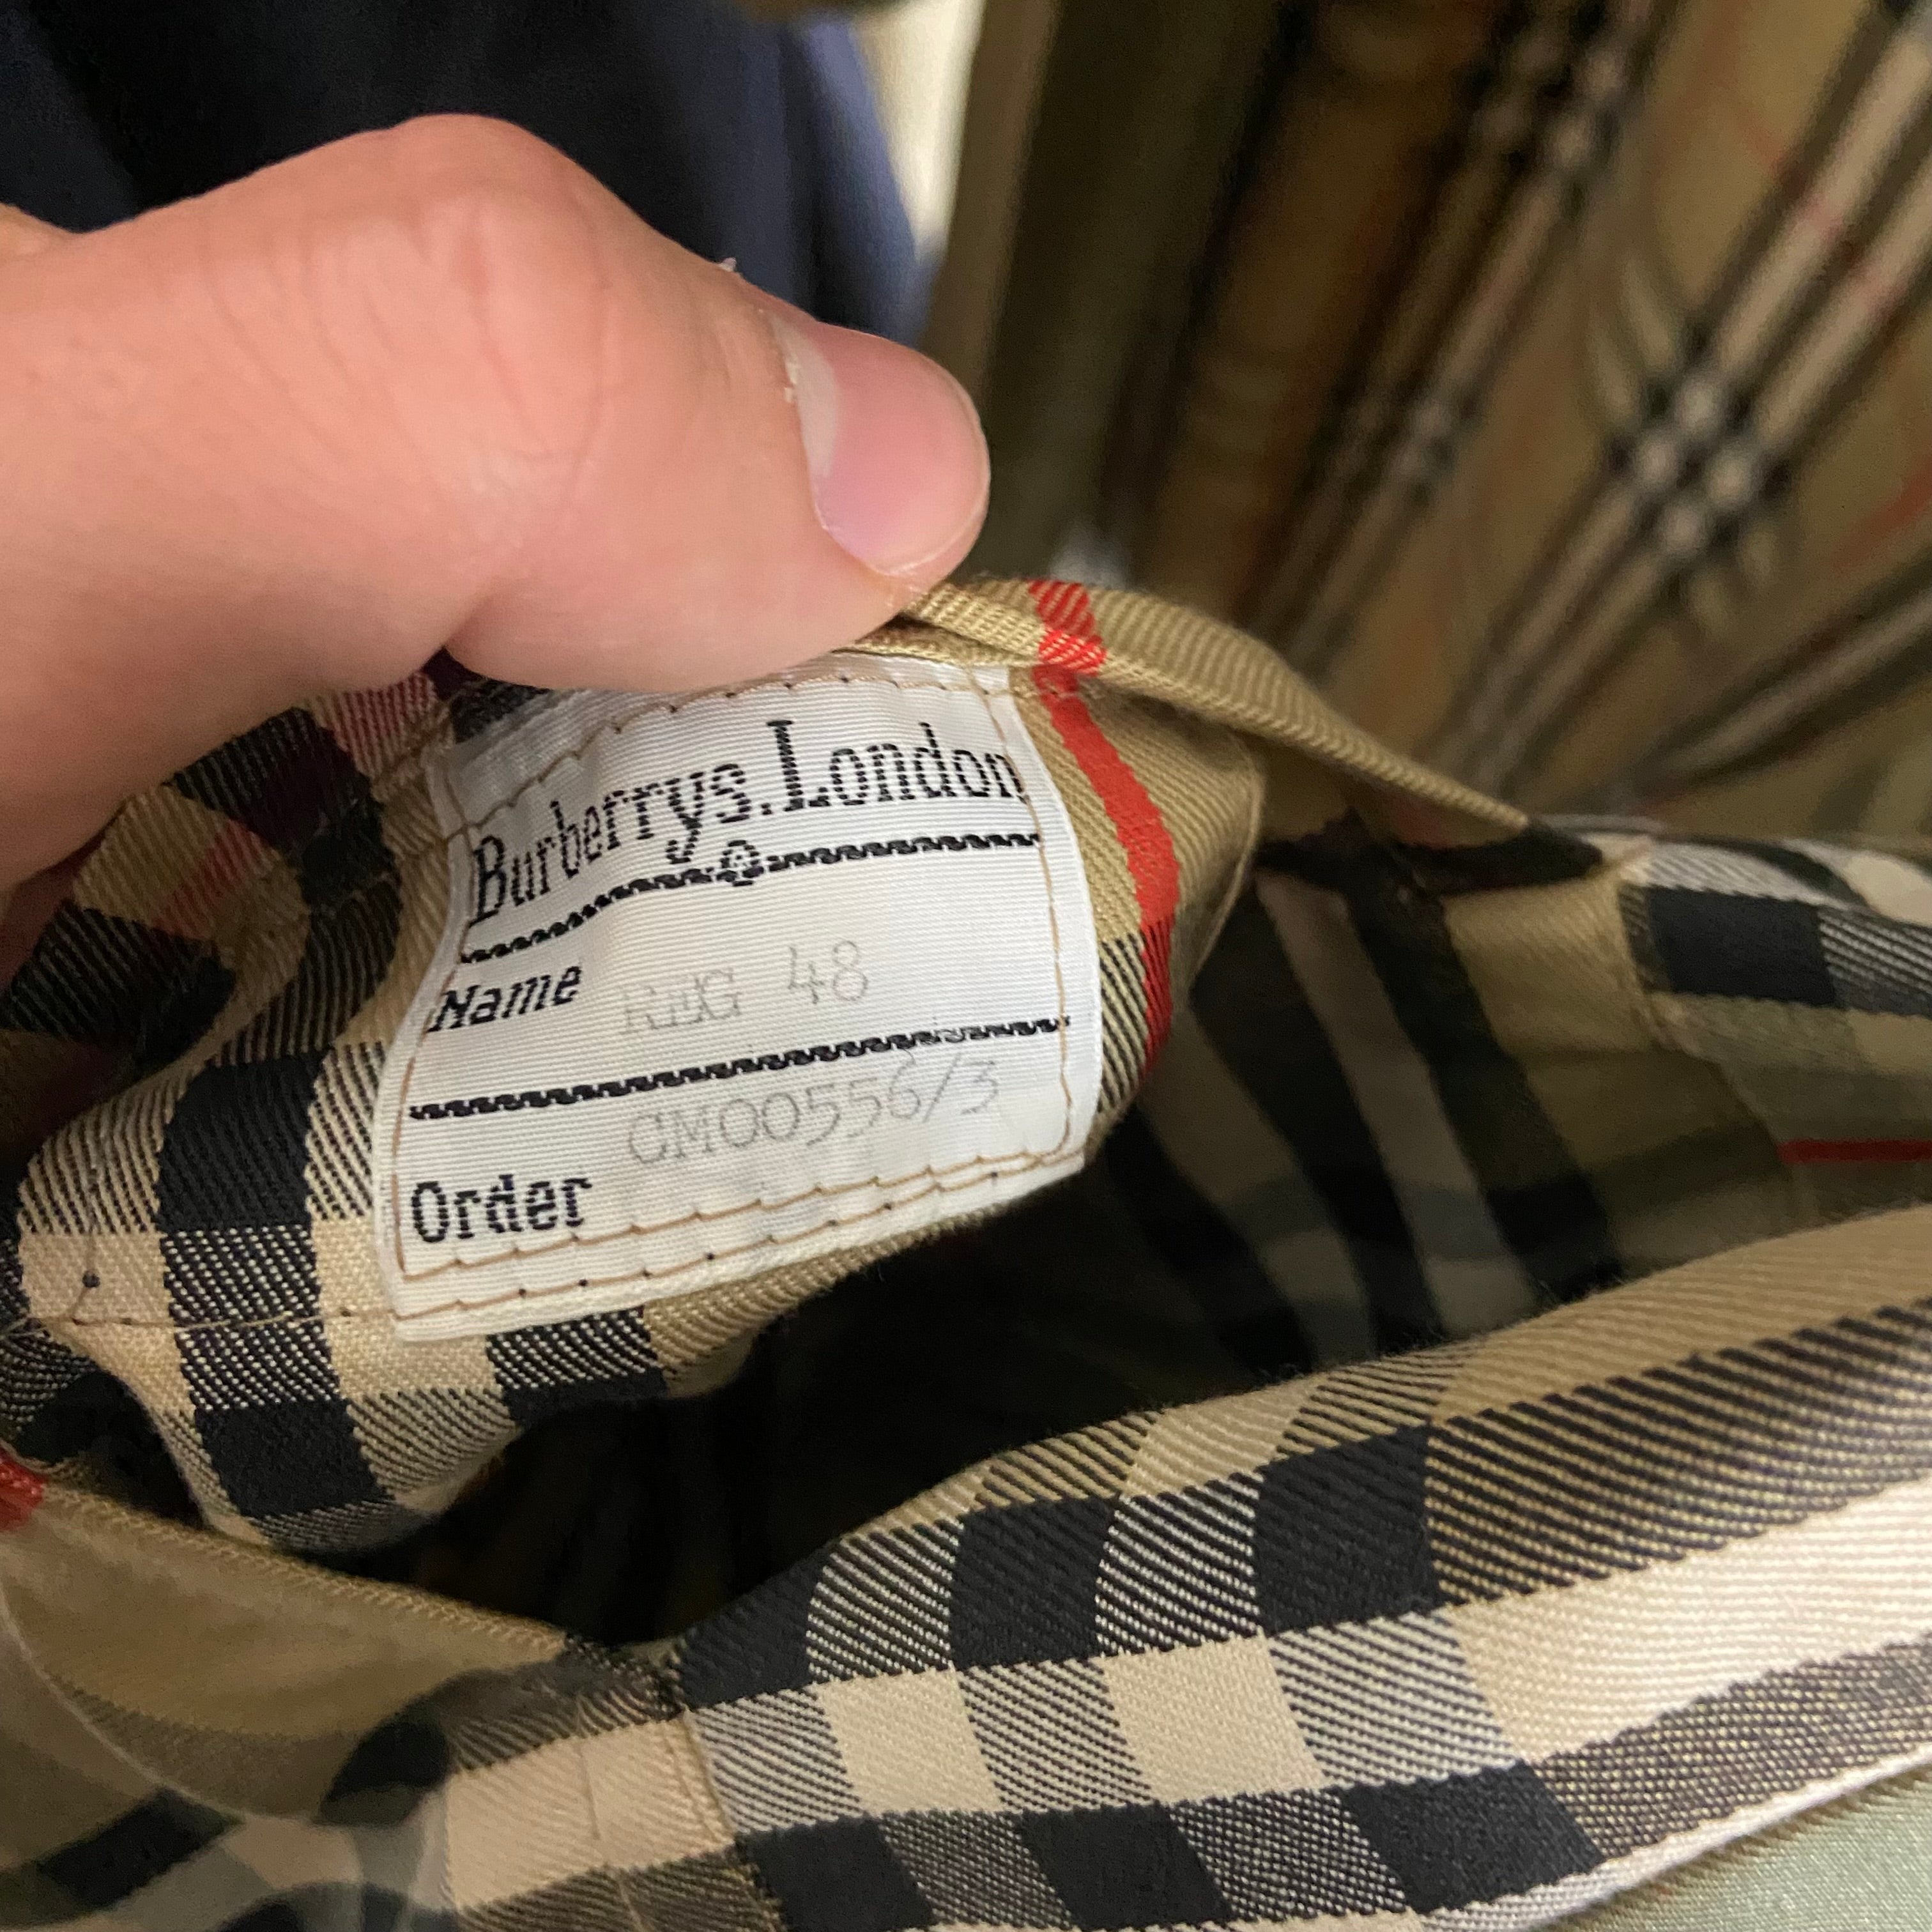 Burberrys.London
Name REG 48
CM00556/3
Order